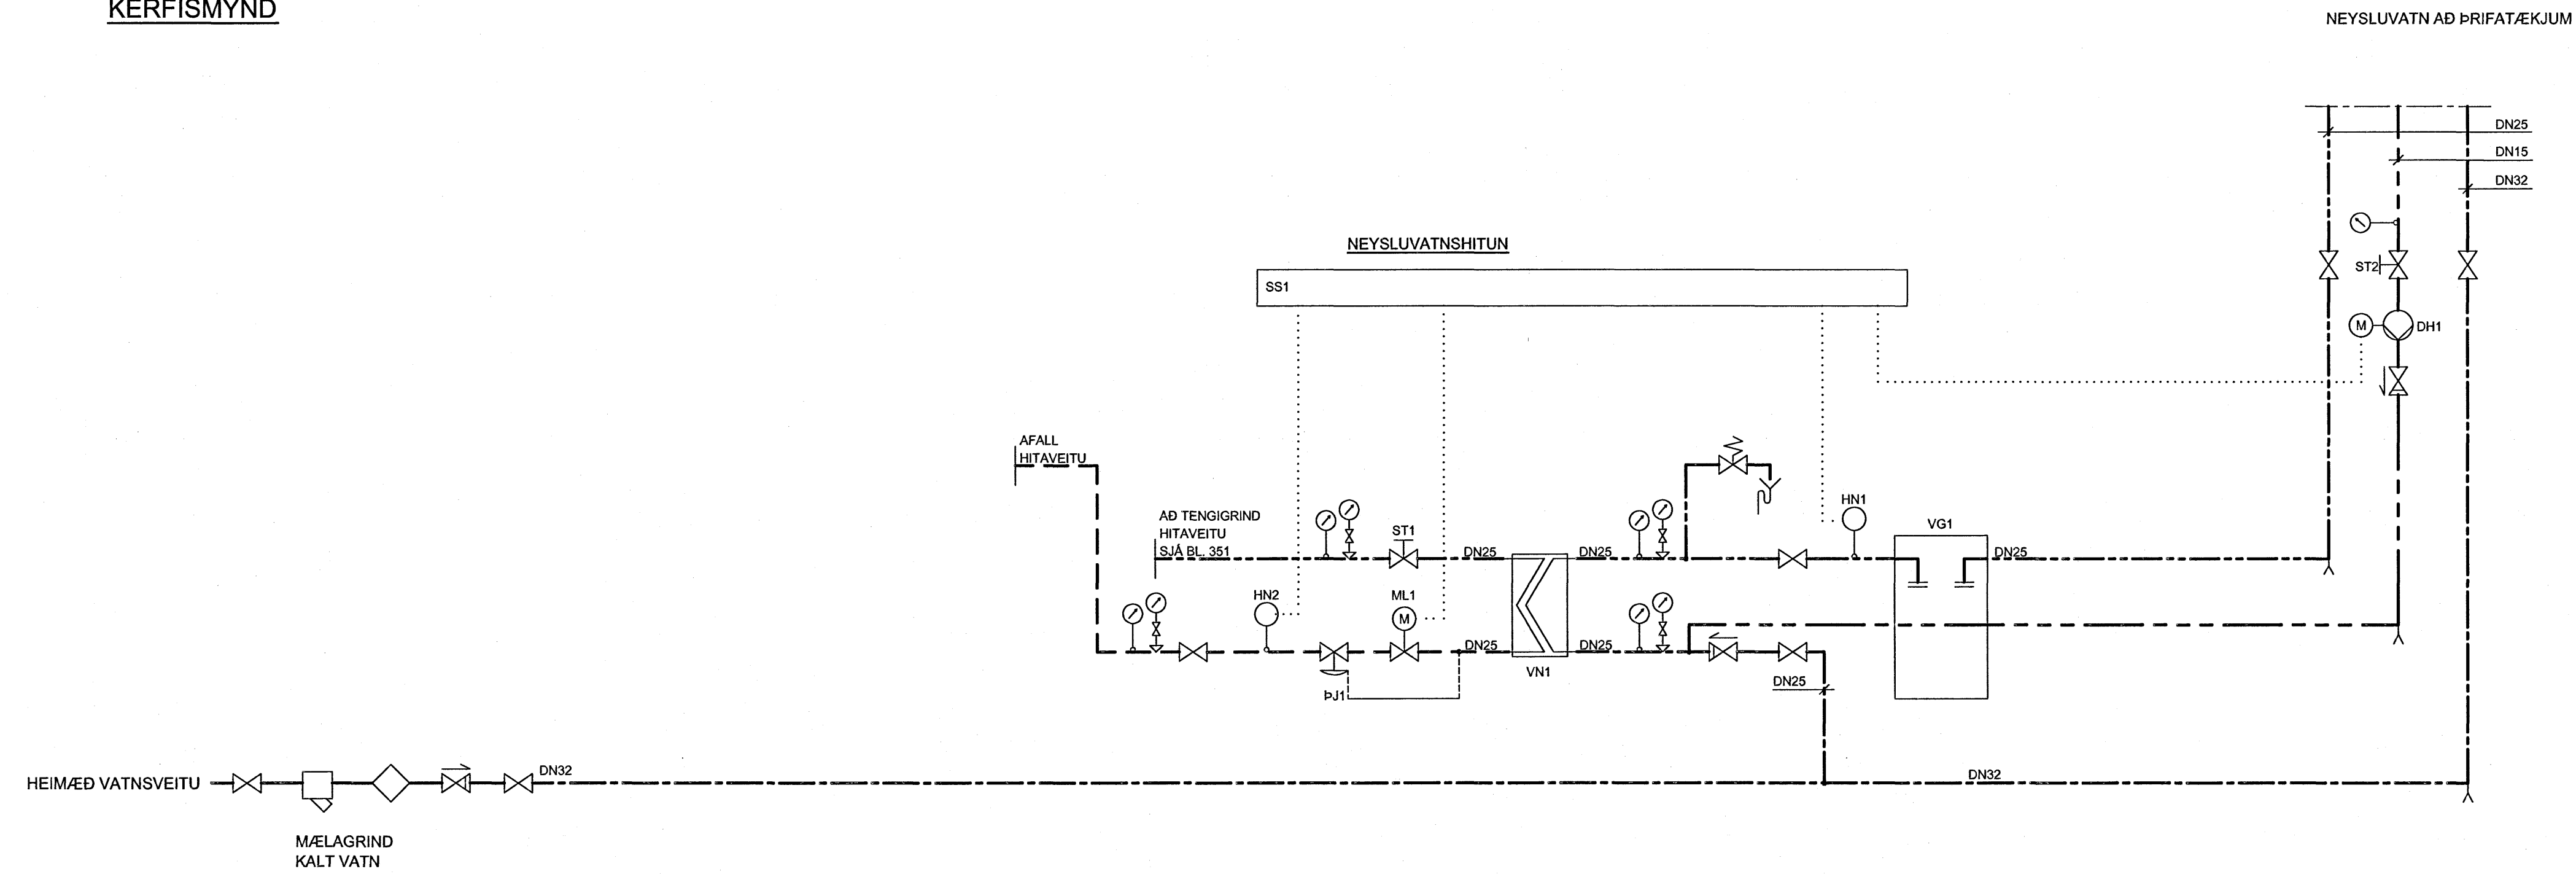 KERFISMYND
NEYSLUVATN AÐ ÞRIFATÆKJUM
DN25
DN15
DN32
NEYSLUVATNSHITUN
SS1
ST2
M
DH1
AFALL
HITAVEITU
AÐ TENGIGRIND
HITAVEITU
SJÁ BL. 351
ST1
DN25
DN25
HN1
VG1
DN25
HN2
ML1
M
DN25
DN25
VN1
ÞJ1
DN25
HEIMÆÐ VATNSVEITU
DN32
DN32
MÆLAGRIND
KALT VATN